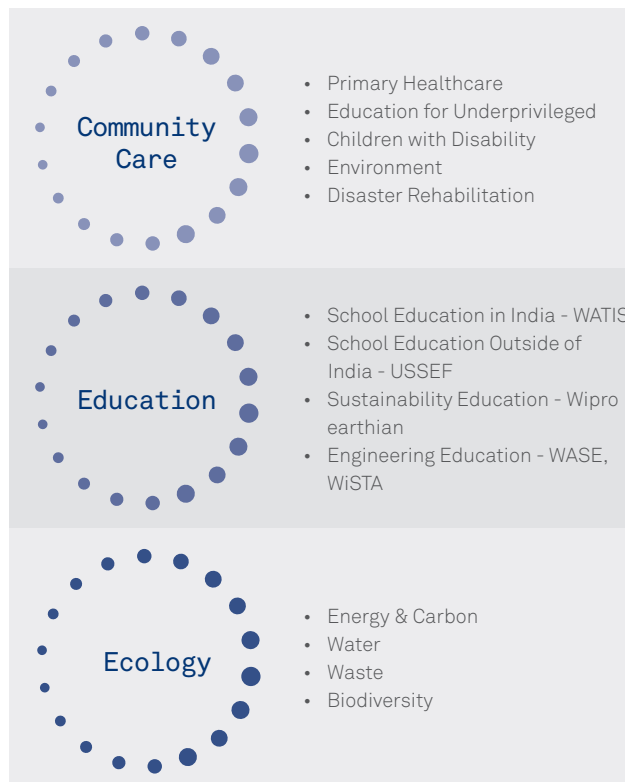 Community
Care
• Primary Healthcare
• Education for Underprivileged
• Children with Disability
• Environment
• Disaster Rehabilitation
Education
• School Education in India - WATIS
• School Education Outside of
India - USSEF
• Sustainability Education - Wipro
earthian
• Engineering Education - WASE,
WiSTA
Ecology
• Energy & Carbon
• Water
• Waste
• Biodiversity